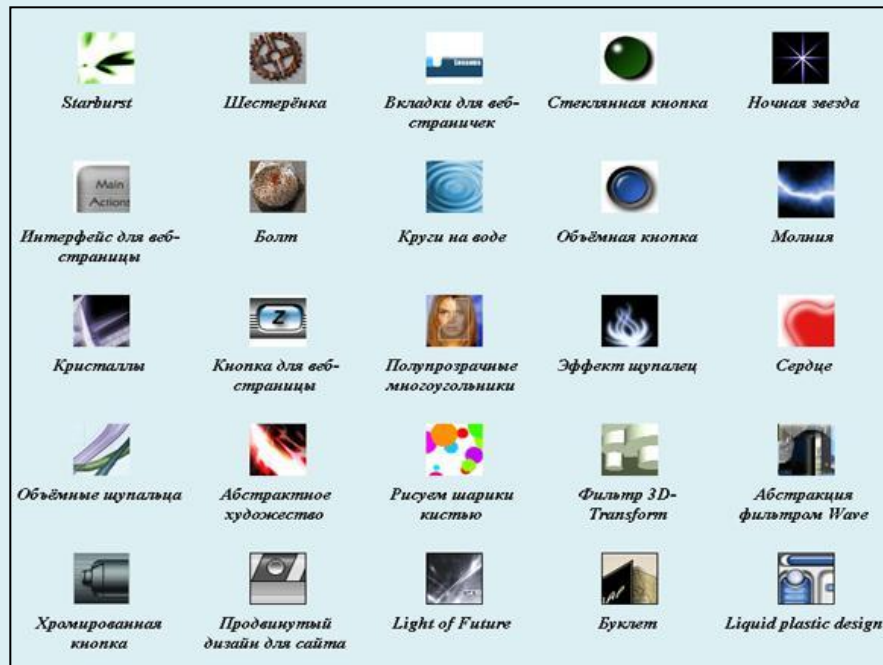 Starburst
Шестерёнка
Вкладки для веб-
страничек
Стеклянная кнопка
Ночная звезда
Main
Actions
Интерфейс для веб-
страницы
Болт
Круги на воде
Объёмная кнопка
Молния
Z
Кристаллы
Кнопка для веб-
страницы
Полупрозрачные
многоугольники
Эффект щупалец
Сердце
Объёмные щупальца
Абстрактное
художество
Рисуем шарики
кистью
Фильтр 3D-
Transform
Абстракция
фильтром Wave
Хромированная
кнопка
Продвинутый
дизайн для сайта
Light of Future
Буклет
Liquid plastic design